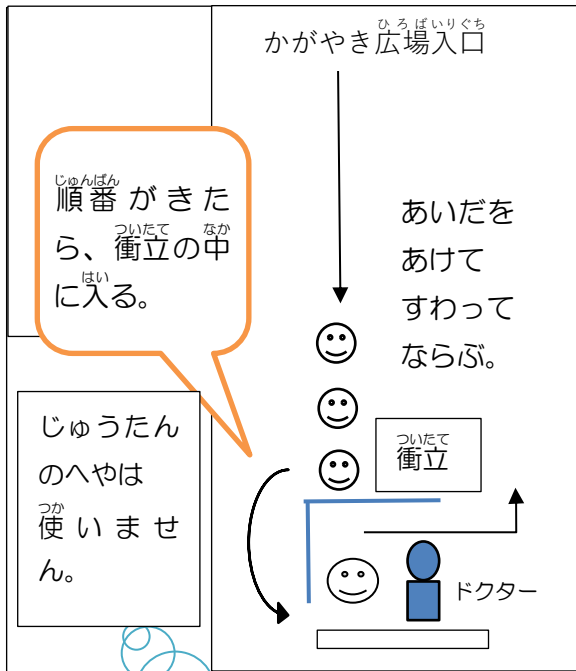 かがやき広場入口
ひろばいりぐち
順番がきた
じゅんばん
ら、衝立の中
ついたて
なか
に入る。
はい
あいだを
あけて
すわって
ならぶ。
じゅうたん
のへやは
使いませ
つか
ん。
衝立
ついたて
ドクター